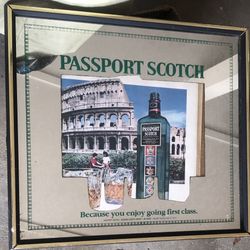 PASSPORT SCOTCH
PASSPORT
SCOTCH
Because you enjoy going first class.